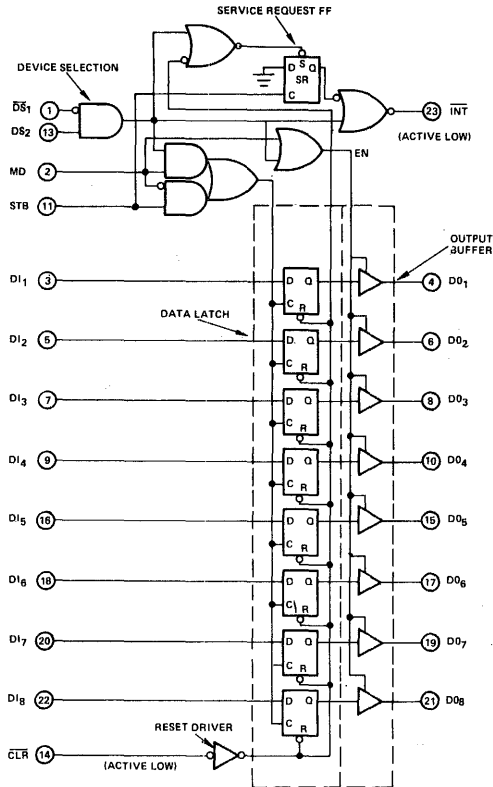 SERVICE REQUEST FF
DEVICE SELECTION
S
D Q
SR
C
D̅S̅₁ 1
DS₂ 13
23 I̅N̅T̅
(ACTIVE LOW)
MD 2
EN
STB 11
OUTPUT
BUFFER
DI₁ 3 D Q C R 4 DO₁
DATA LATCH
DI₂ 5 D Q C R 6 DO₂
DI₃ 7 D Q C R 8 DO₃
DI₄ 9 D Q C R 10 DO₄
DI₅ 16 D Q C R 15 DO₅
DI₆ 18 D Q C R 17 DO₆
DI₇ 20 D Q C R 19 DO₇
DI₈ 22 D Q C R 21 DO₈
RESET DRIVER
C̅L̅R̅ 14
(ACTIVE LOW)